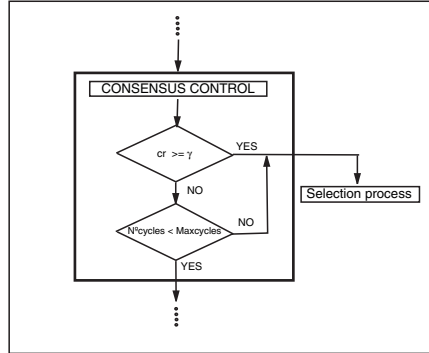 CONSENSUS CONTROL
cr >= γ
YES
NO
Selection process
NºCycles < Maxcycles
NO
YES